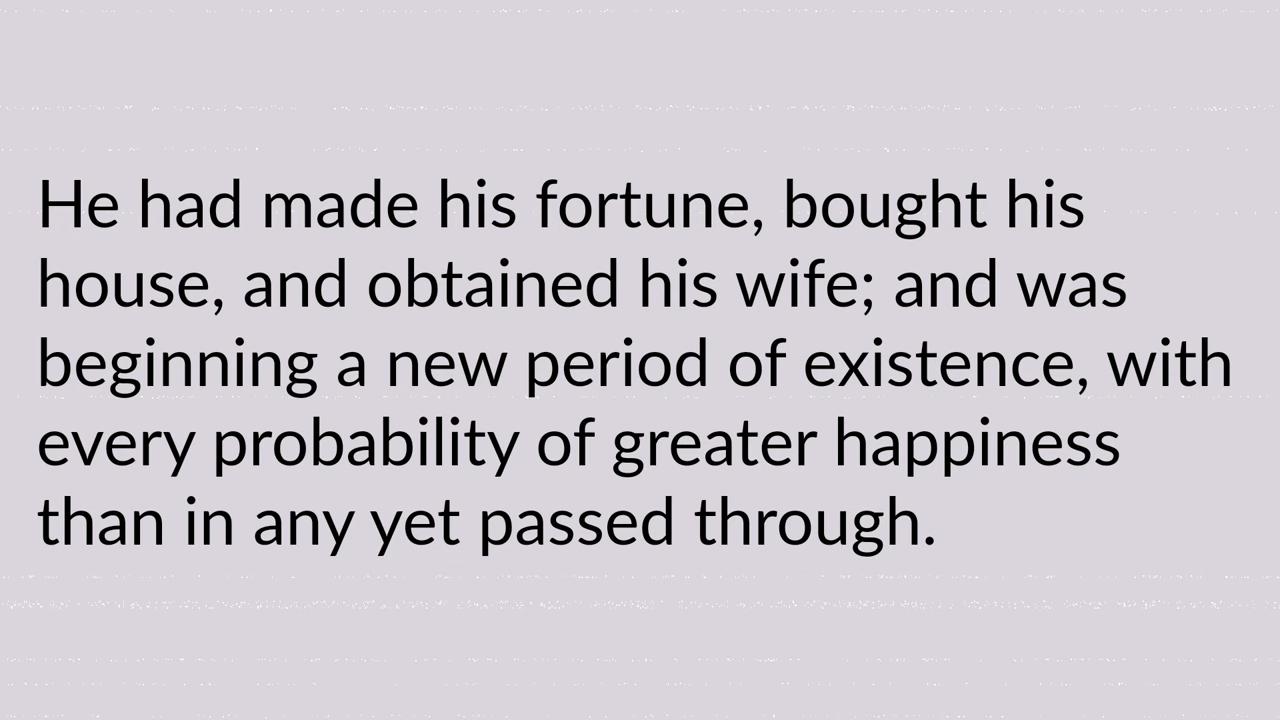 He had made his fortune, bought his
house, and obtained his wife; and was
beginning a new period of existence, with
every probability of greater happiness
than in any yet passed through.